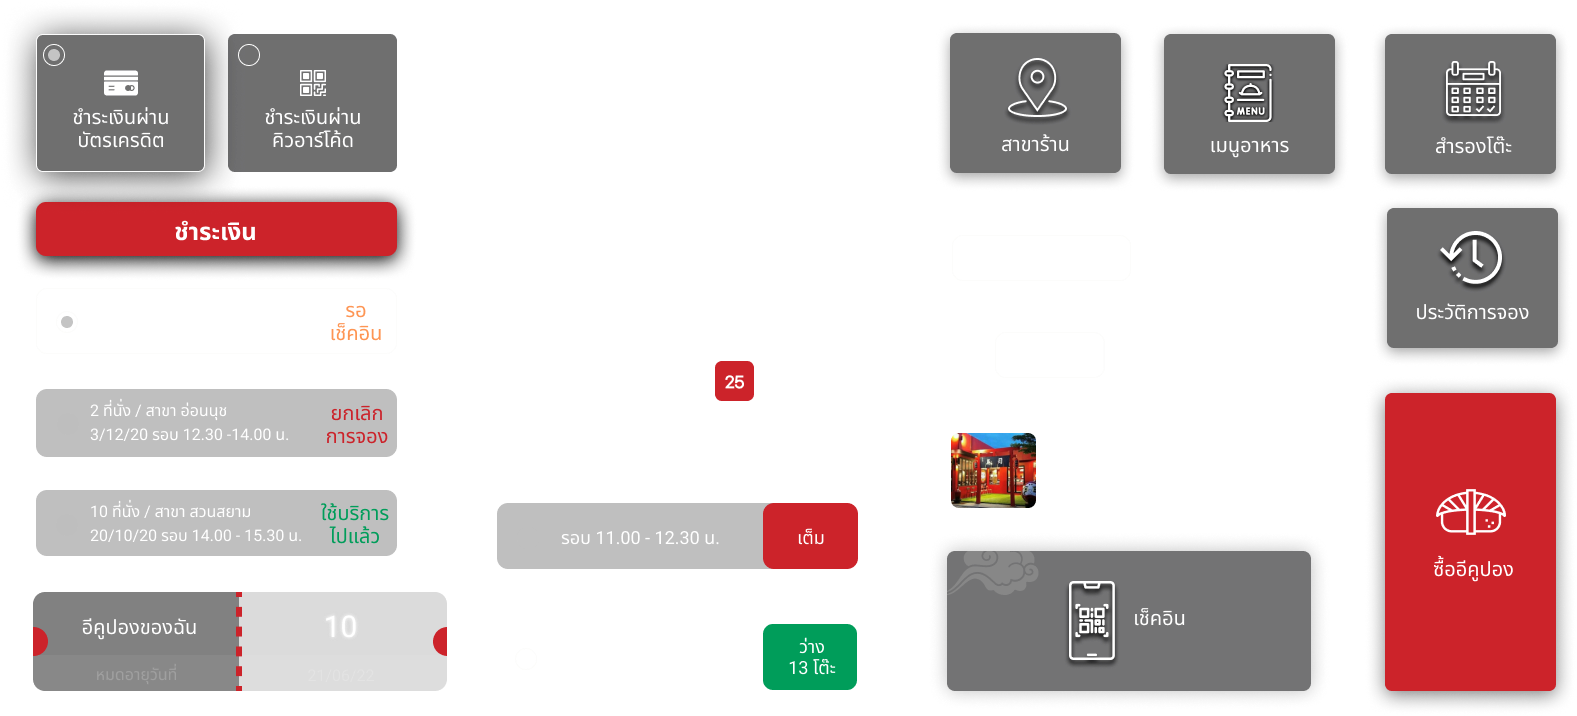 ชำระเงินผ่าน
บัตรเครดิต
ชำระเงินผ่าน
คิวอาร์โค้ด
ชำระเงิน
รอ
เช็คอิน
2 ที่นั่ง / สาขา อ่อนนุช
3/12/20 รอบ 12.30 -14.00 น.
ยกเลิก
การจอง
10 ที่นั่ง / สาขา สวนสยาม
20/10/20 รอบ 14.00 - 15.30 น.
ใช้บริการ
ไปแล้ว
อีคูปองของฉัน
10
หมดอายุวันที่
25
รอบ 11.00 - 12.30 น.
เต็ม
ว่าง
13 โต๊ะ
สาขาร้าน
MENU
เมนูอาหาร
สำรองโต๊ะ
ประวัติการจอง
เช็คอิน
ซื้ออีคูปอง